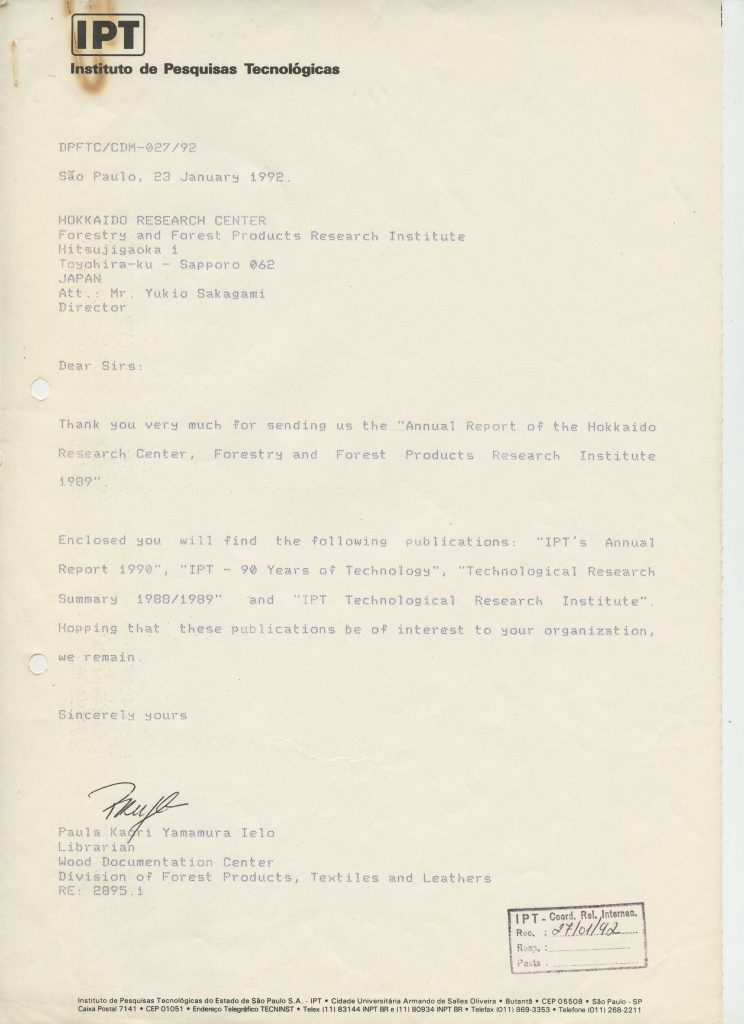 IPT
Instituto de Pesquisas Tecnológicas
DPFTC/CDM-027/92
São Paulo, 23 January 1992.
HOKKAIDO RESEARCH CENTER
Forestry and Forest Products Research Institute
Hitsujigaoka 1
Toyohira-ku - Sapporo 062
JAPAN
Att.: Mr. Yukio Sakagami
Director
Dear Sirs:
Thank you very much for sending us the "Annual Report of the Hokkaido
Research Center, Forestry and Forest Products Research Institute
1989".
Enclosed you will find the following publications: "IPT's Annual
Report 1990", "IPT - 90 Years of Technology", "Technological Research
Summary 1988/1989" and "IPT Technological Research Institute".
Hopping that these publications be of interest to your organization,
we remain.
Sincerely yours
Paula Kaori Yamamura Ielo
Librarian
Wood Documentation Center
Division of Forest Products, Textiles and Leathers
RE: 2895.1
IPT - Coord. Rel. Internac.
Rec. : 27/01/92
Resp. :
Pasta :
Instituto de Pesquisas Tecnológicas do Estado de São Paulo S.A. - IPT • Cidade Universitária Armando de Salles Oliveira • Butantã • CEP 05508 • São Paulo - SP
Caixa Postal 7141 • CEP 01051 • Endereço Telegráfico TECNINST • Telex (11) 83144 INPT BR e (11) 80934 INPT BR • Telefax (011) 869-3353 • Telefone (011) 268-2211